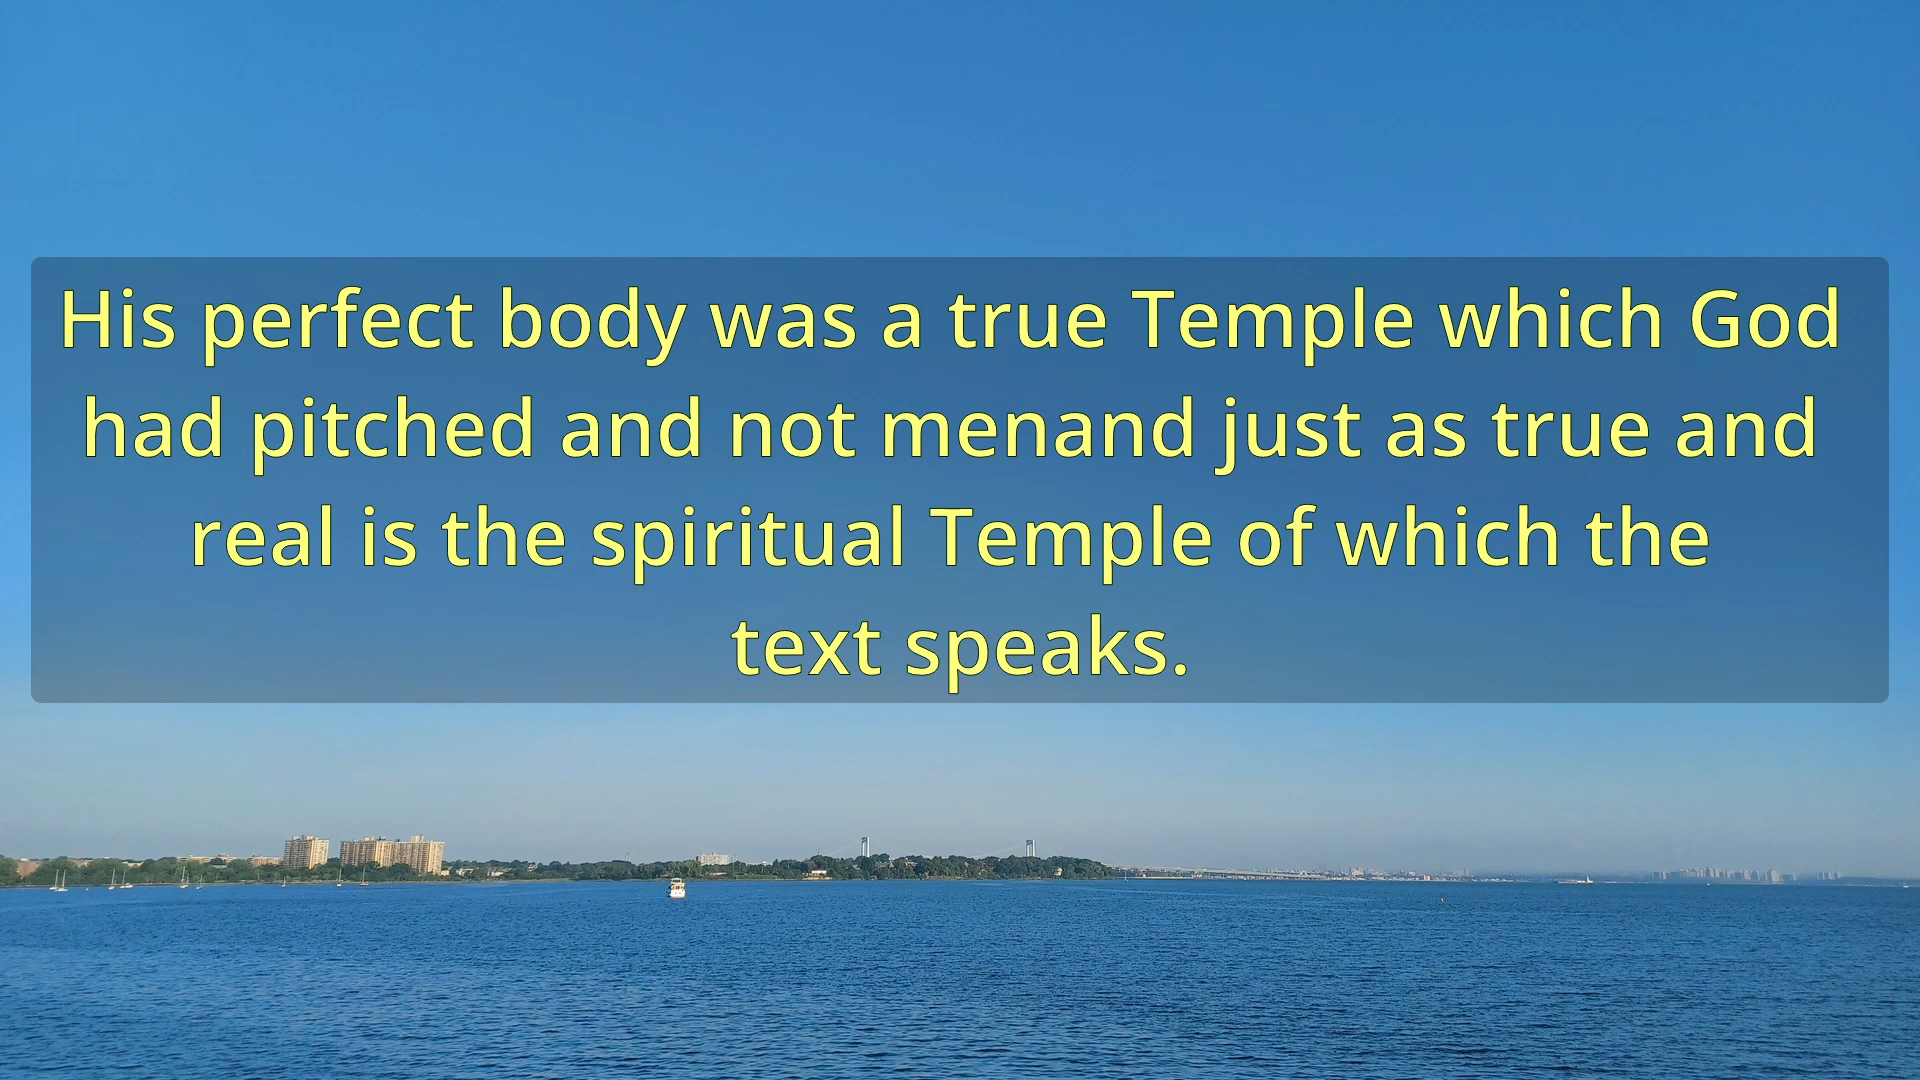 His perfect body was a true Temple which God
had pitched and not menand just as true and
real is the spiritual Temple of which the
text speaks.